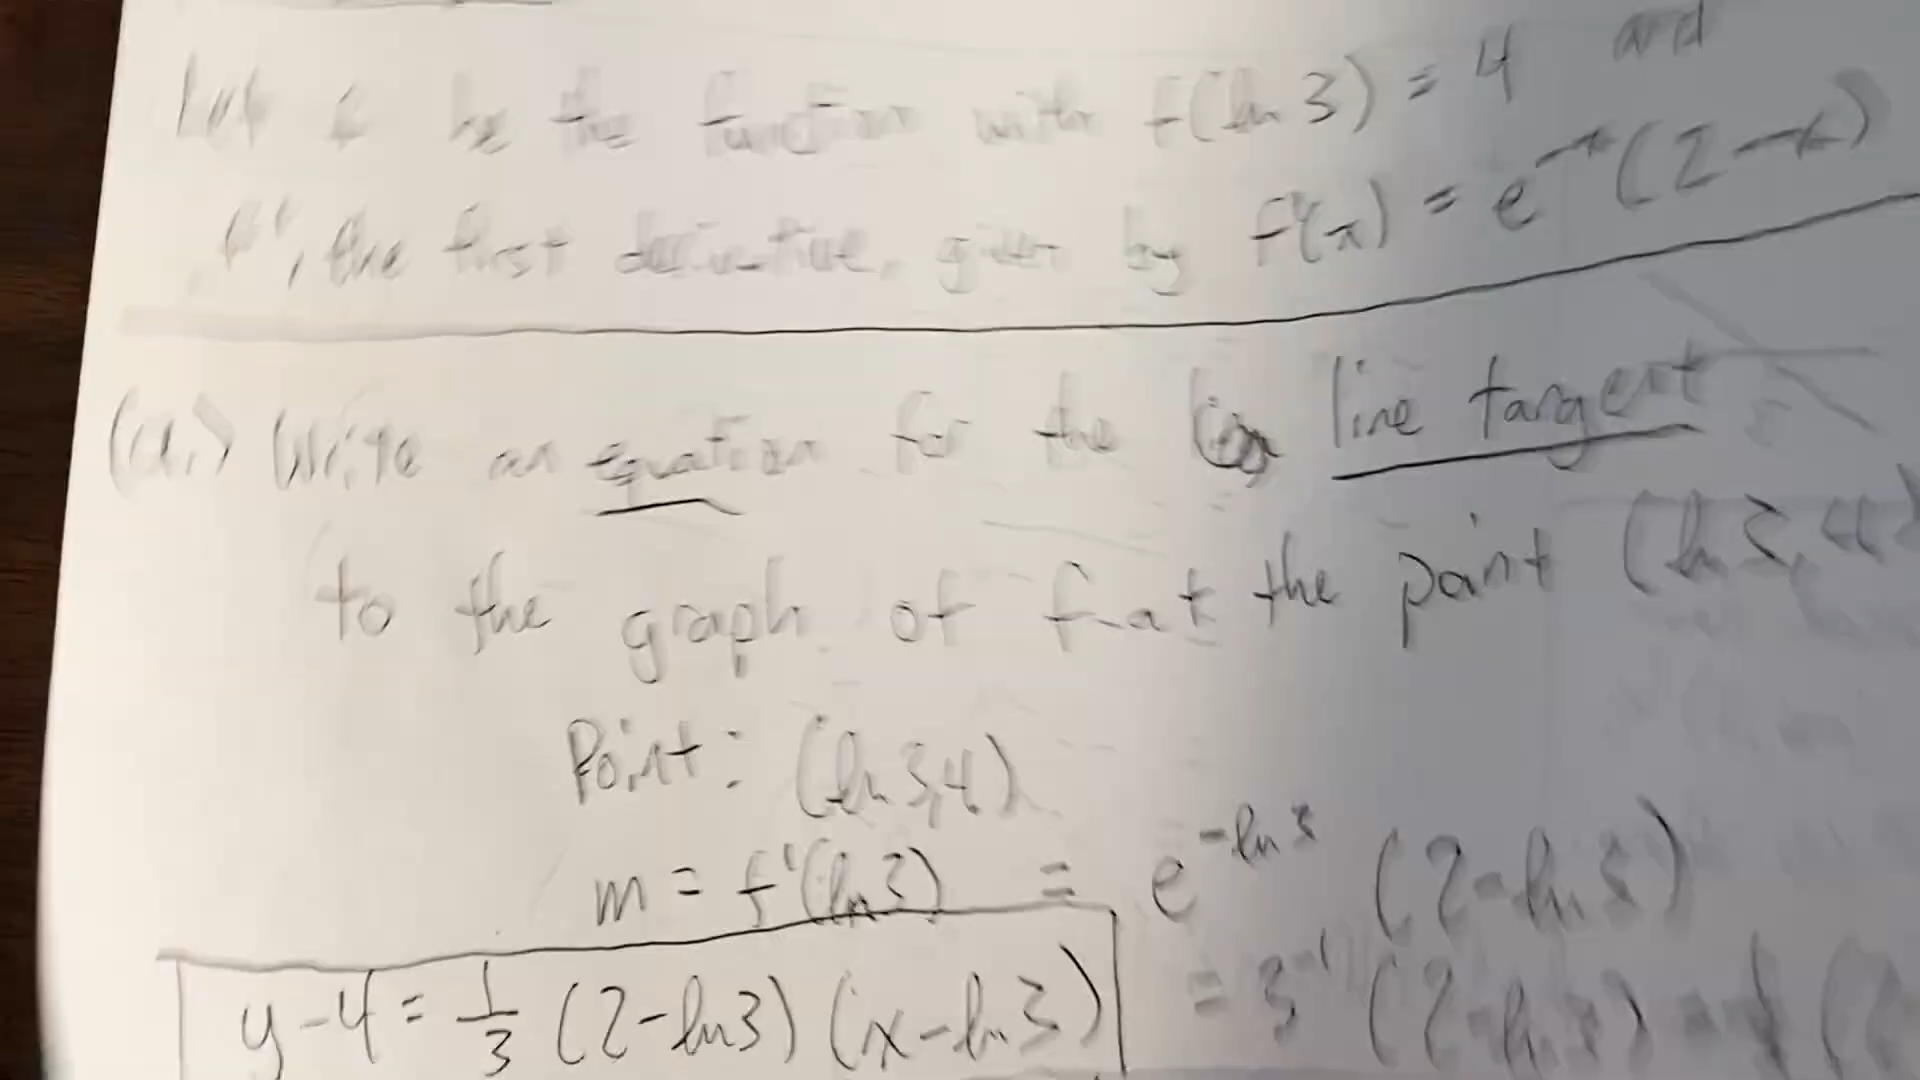 Let f be the function with f(ln 3) = 4 and
f', the first derivative, given by f'(x) = e^-x (2-x)
(a.) Write an equation for the line tangent
to the graph of f at the point (ln 3, 4)
Point: (ln 3, 4)
m = f'(ln 3) = e^-ln 3 (2-ln 3)
= 3^-1 (2-ln 3) =
y-4 = 1/3 (2-ln 3) (x-ln 3)